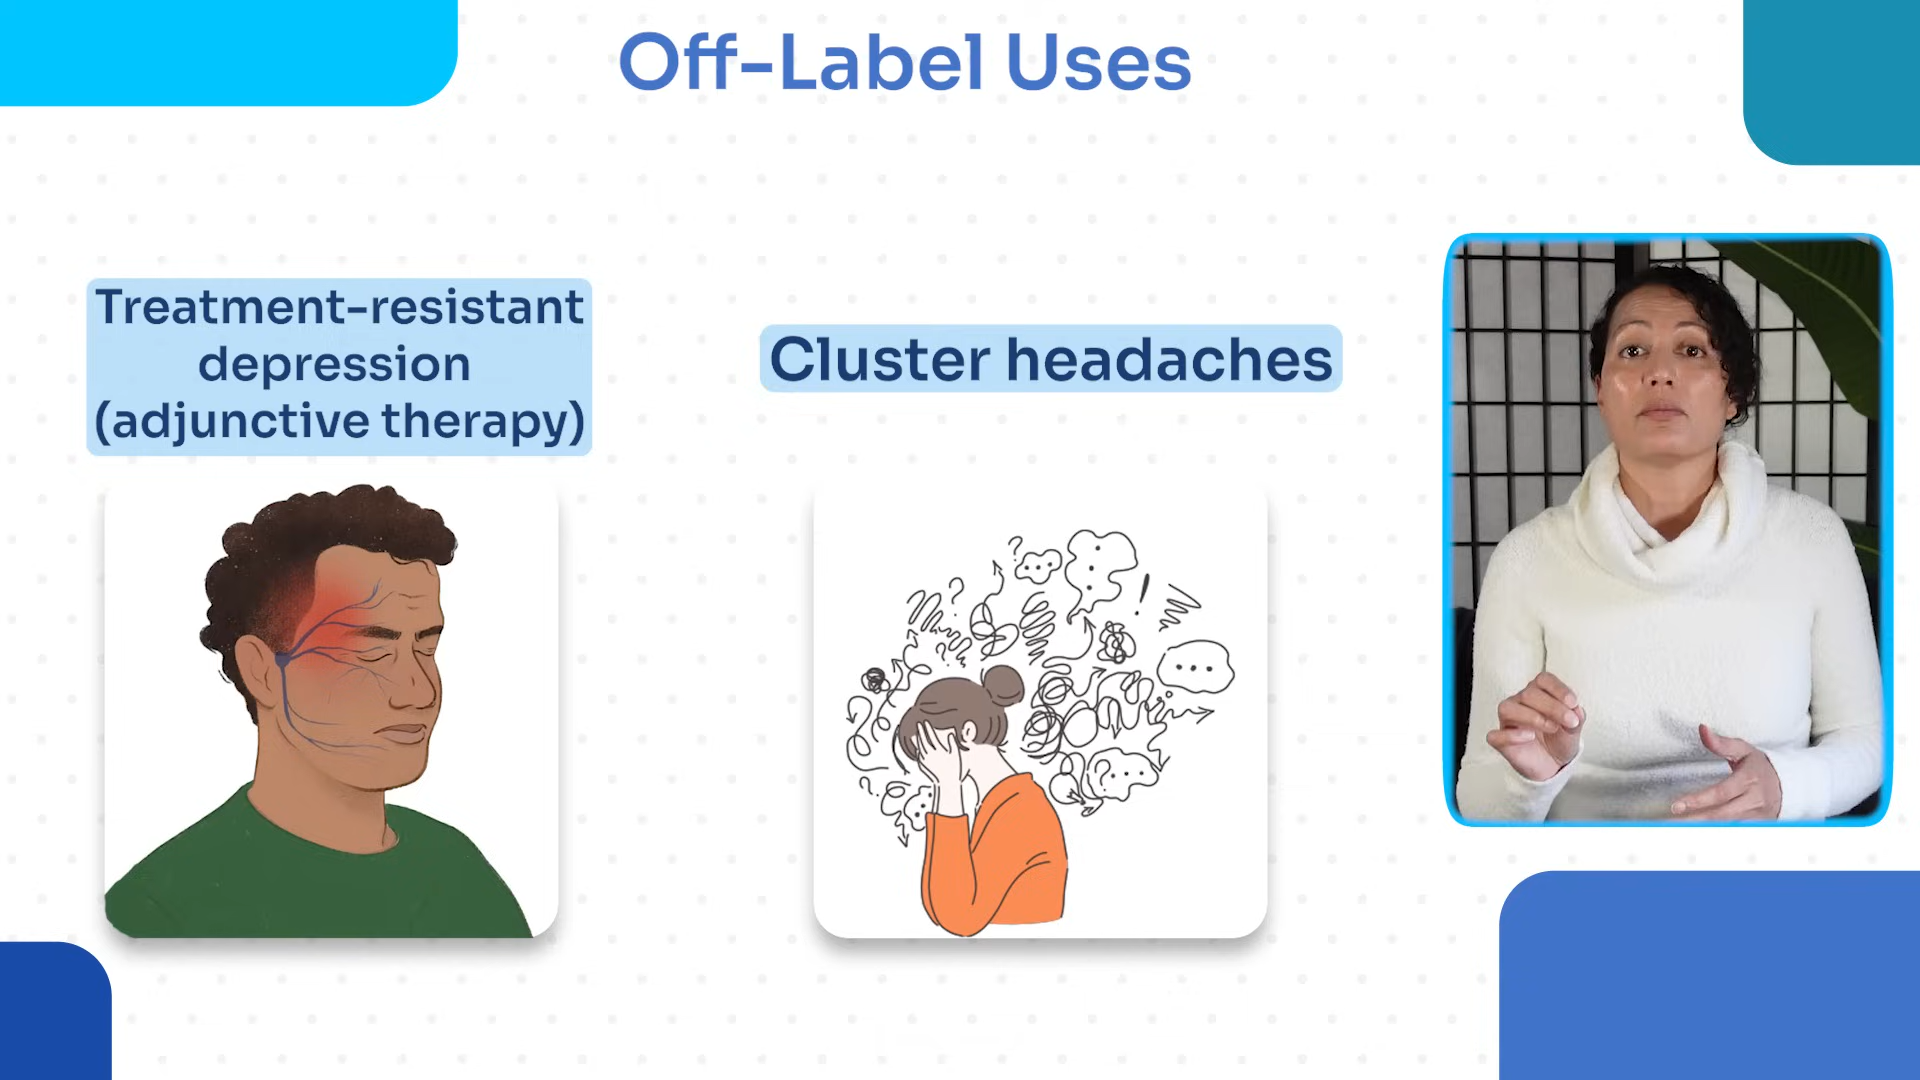 Off-Label Uses
Treatment-resistant
depression
(adjunctive therapy)
Cluster headaches